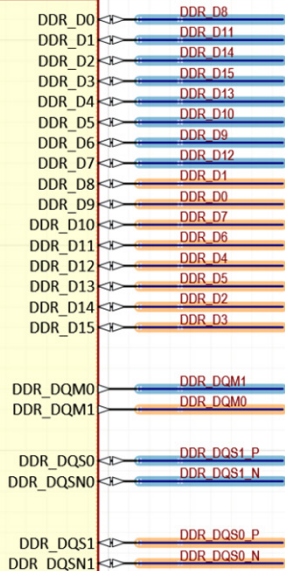 DDR_D0 DDR_D8
DDR_D1 DDR_D11
DDR_D2 DDR_D14
DDR_D3 DDR_D15
DDR_D4 DDR_D13
DDR_D5 DDR_D10
DDR_D6 DDR_D9
DDR_D7 DDR_D12
DDR_D8 DDR_D1
DDR_D9 DDR_D0
DDR_D10 DDR_D7
DDR_D11 DDR_D6
DDR_D12 DDR_D4
DDR_D13 DDR_D5
DDR_D14 DDR_D2
DDR_D15 DDR_D3
DDR_DQM0 DDR_DQM1
DDR_DQM1 DDR_DQM0
DDR_DQS0 DDR_DQS1_P
DDR_DQSN0 DDR_DQS1_N
DDR_DQS1 DDR_DQS0_P
DDR_DQSN1 DDR_DQS0_N